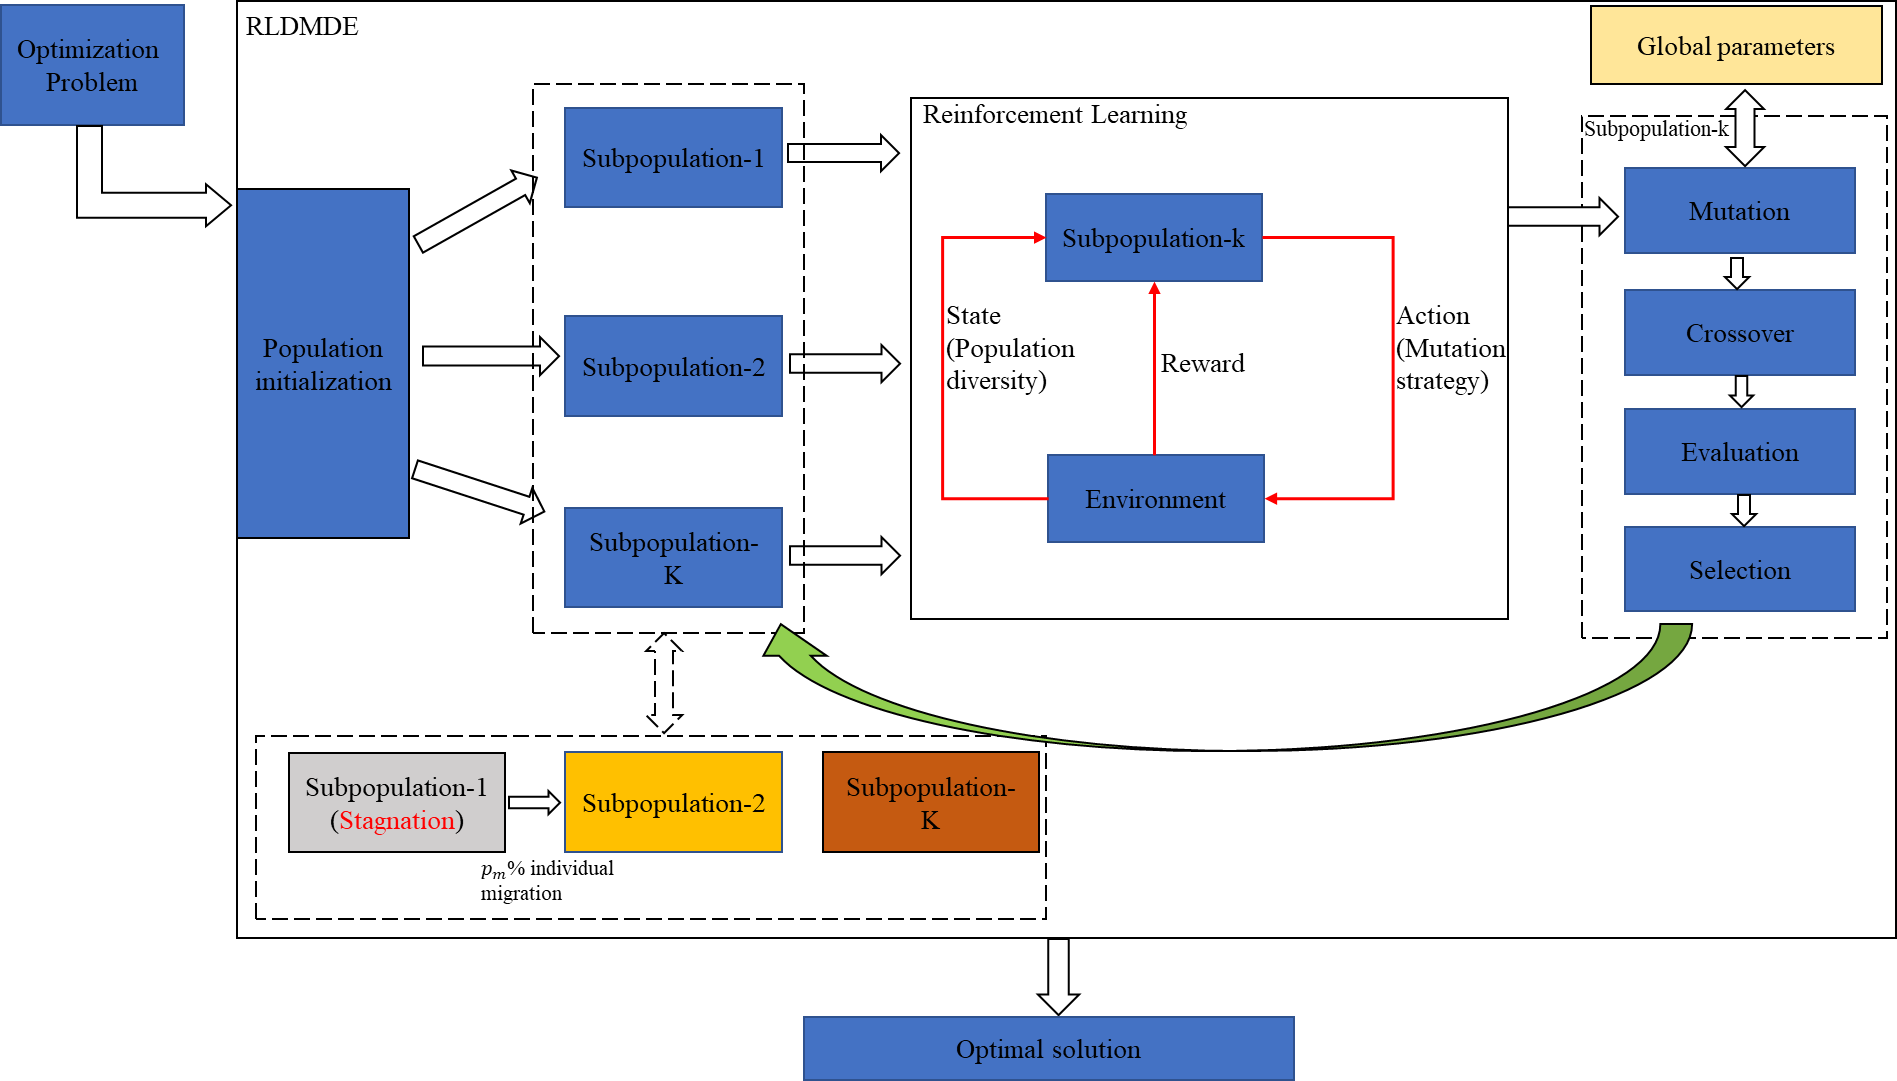 Optimization
Problem
RLDMDE
Global parameters
Population
initialization
Subpopulation-1
Subpopulation-2
Subpopulation-
K
Reinforcement Learning
Subpopulation-k
State
(Population
diversity)
Reward
Action
(Mutation
strategy)
Environment
Subpopulation-k
Mutation
Crossover
Evaluation
Selection
Subpopulation-1
(Stagnation)
Subpopulation-2
Subpopulation-
K
pₘ% individual
migration
Optimal solution